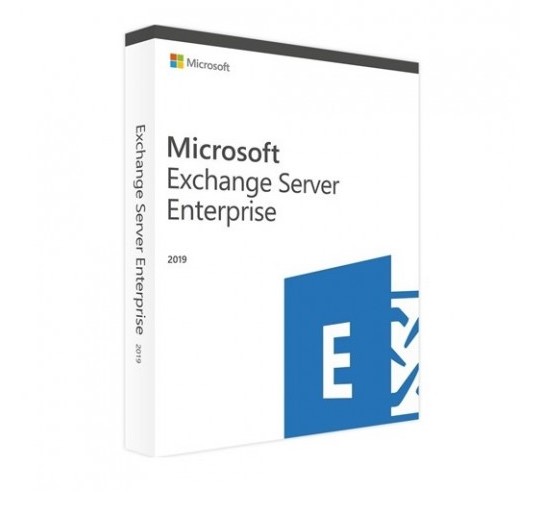 Microsoft
Microsoft
Exchange Server
Enterprise
2019
E
Exchange Server Enterprise 2019